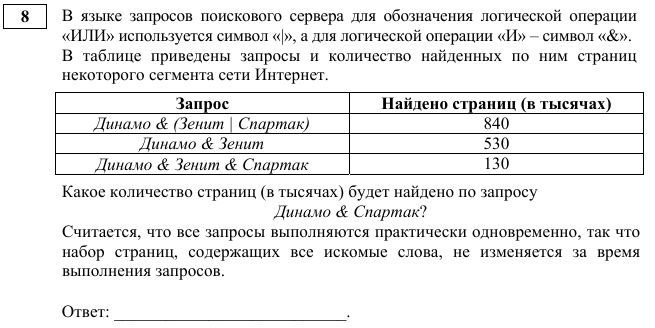 8
В языке запросов поискового сервера для обозначения логической операции
«ИЛИ» используется символ «|», а для логической операции «И» – символ «&».
В таблице приведены запросы и количество найденных по ним страниц
некоторого сегмента сети Интернет.
Запрос Найдено страниц (в тысячах)
Динамо & (Зенит | Спартак) 840
Динамо & Зенит 530
Динамо & Зенит & Спартак 130
Какое количество страниц (в тысячах) будет найдено по запросу
Динамо & Спартак?
Считается, что все запросы выполняются практически одновременно, так что
набор страниц, содержащих все искомые слова, не изменяется за время
выполнения запросов.
Ответ: ____________________________.